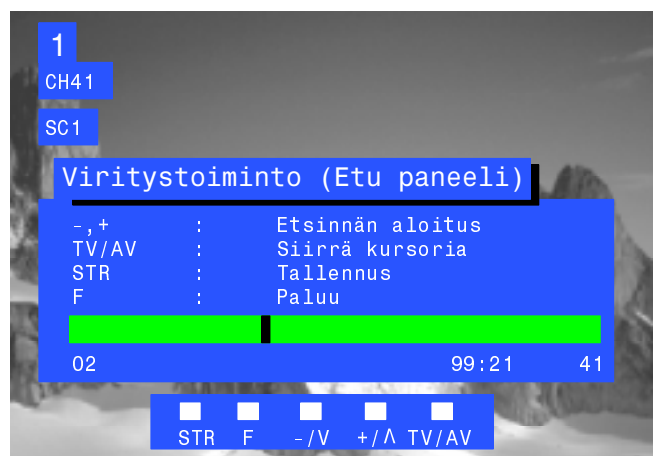 1
CH41
SC1
Viritystoiminto (Etu paneeli)
-,+ : Etsinnän aloitus
TV/AV : Siirrä kursoria
STR : Tallennus
F : Paluu
02 99:21 41
STR F -/V +/Λ TV/AV